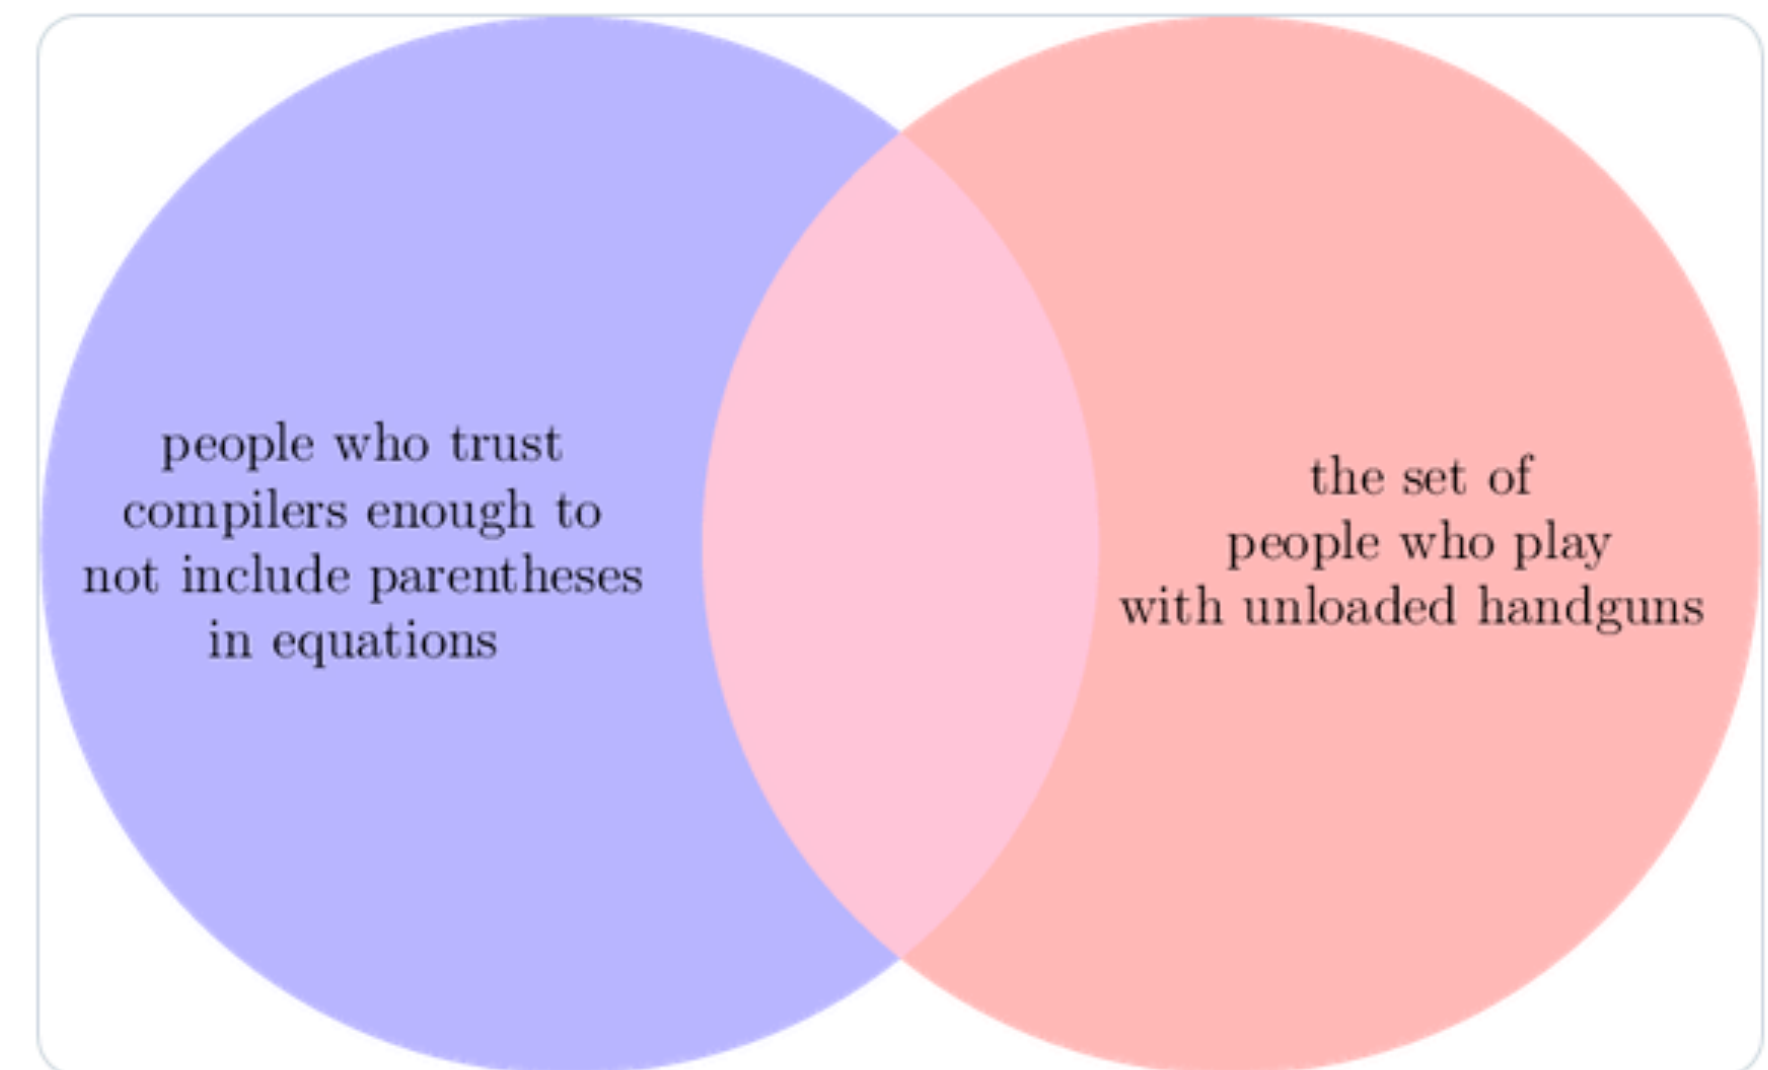 people who trust
compilers enough to
not include parentheses
in equations
the set of
people who play
with unloaded handguns